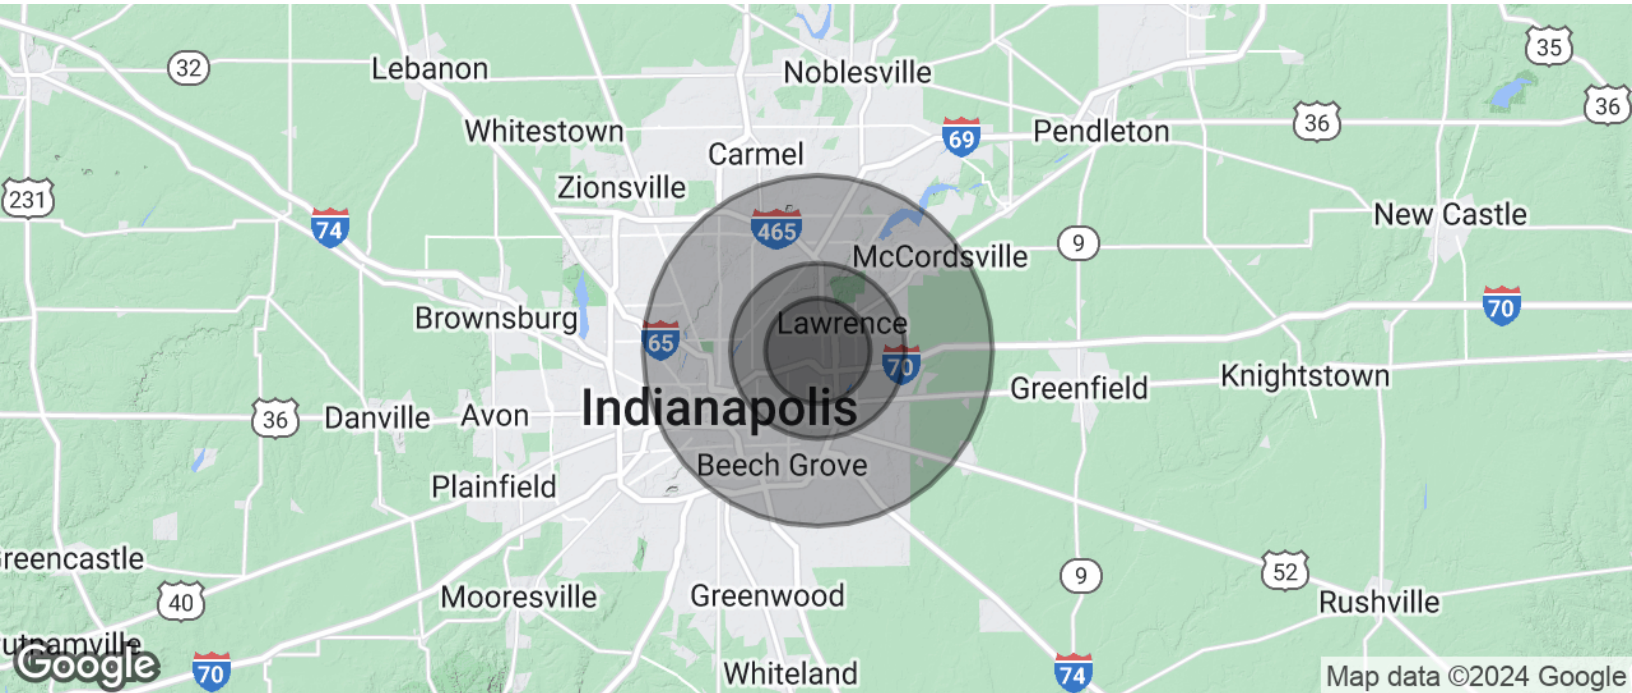 35
32
Lebanon
Noblesville
36
Whitestown
69
Pendleton
36
Carmel
Zionsville
231
74
465
New Castle
9
McCordsville
70
Brownsburg
Lawrence
65
70
Knightstown
Greenfield
Indianapolis
36
Danville
Avon
Beech Grove
Plainfield
reencastle
52
9
40
Mooresville
Greenwood
Rushville
utnamville
Google
70
Whiteland
74
Map data ©2024 Google